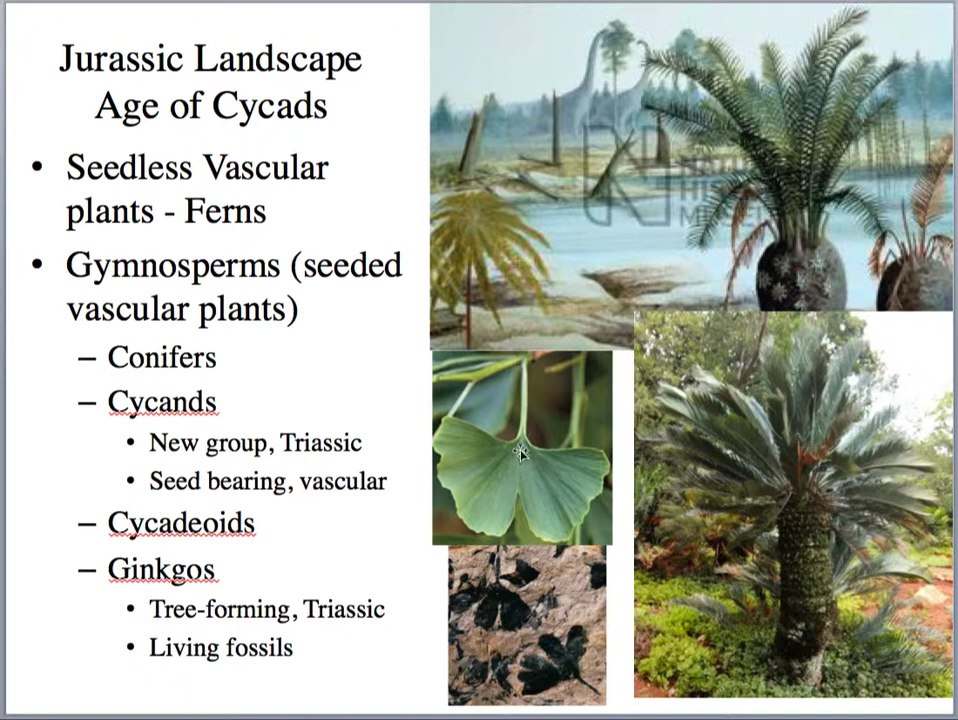 Jurassic Landscape
Age of Cycads
• Seedless Vascular
plants - Ferns
• Gymnosperms (seeded
vascular plants)
– Conifers
– Cycands
• New group, Triassic
• Seed bearing, vascular
– Cycadeoids
– Ginkgos
• Tree-forming, Triassic
• Living fossils